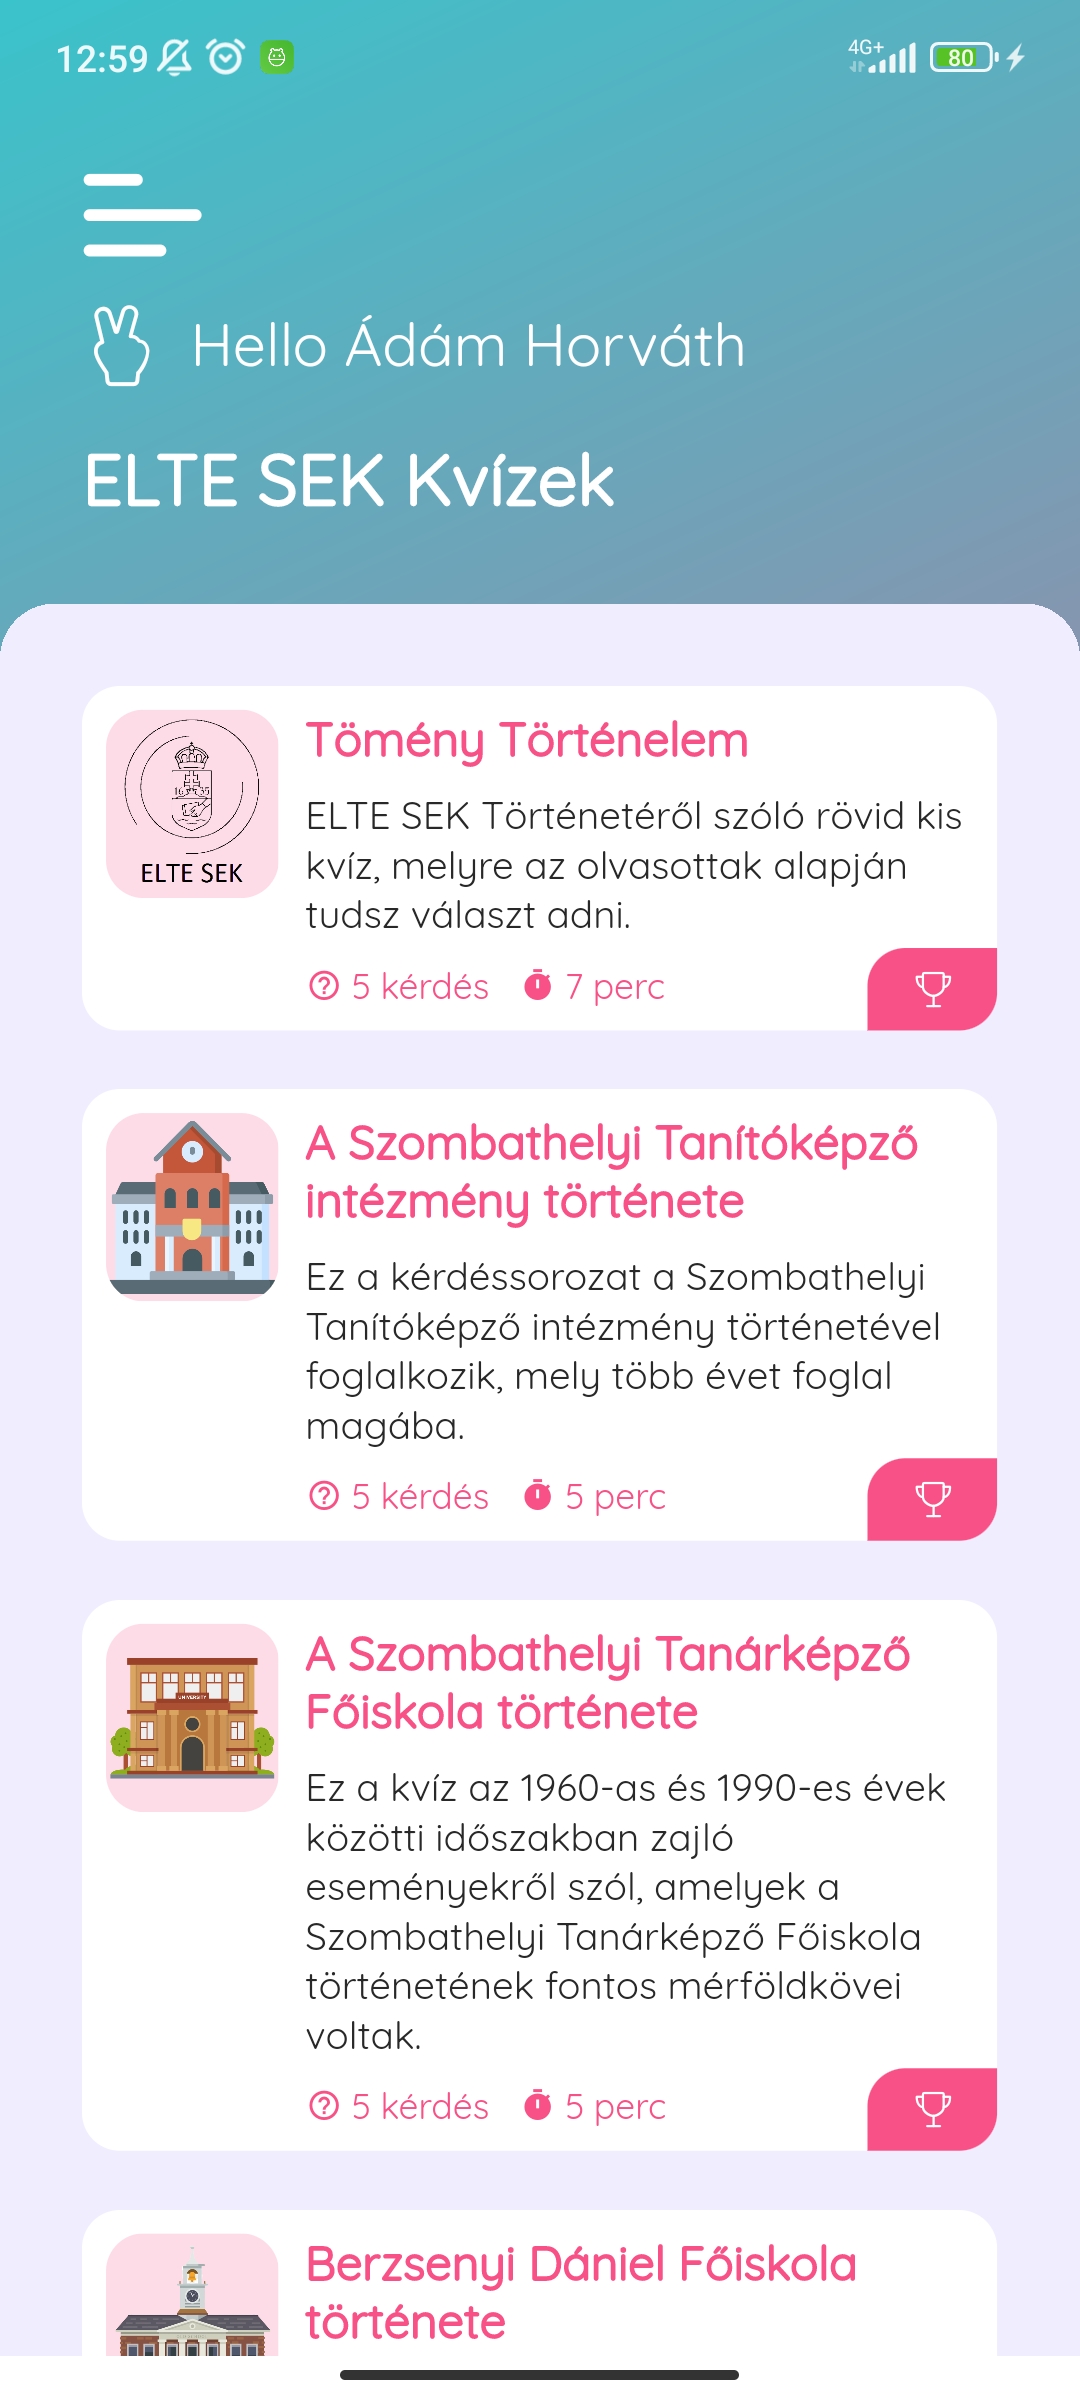 12:59
4G+
80
Hello Ádám Horváth
ELTE SEK Kvízek
16 35
ELTE SEK
Tömény Történelem
ELTE SEK Történetéről szóló rövid kis
kvíz, melyre az olvasottak alapján
tudsz választ adni.
5 kérdés 7 perc
A Szombathelyi Tanítóképző
intézmény története
Ez a kérdéssorozat a Szombathelyi
Tanítóképző intézmény történetével
foglalkozik, mely több évet foglal
magába.
5 kérdés 5 perc
UNIVERSITY
A Szombathelyi Tanárképző
Főiskola története
Ez a kvíz az 1960-as és 1990-es évek
közötti időszakban zajló
eseményekről szól, amelyek a
Szombathelyi Tanárképző Főiskola
történetének fontos mérföldkövei
voltak.
5 kérdés 5 perc
Berzsenyi Dániel Főiskola
története